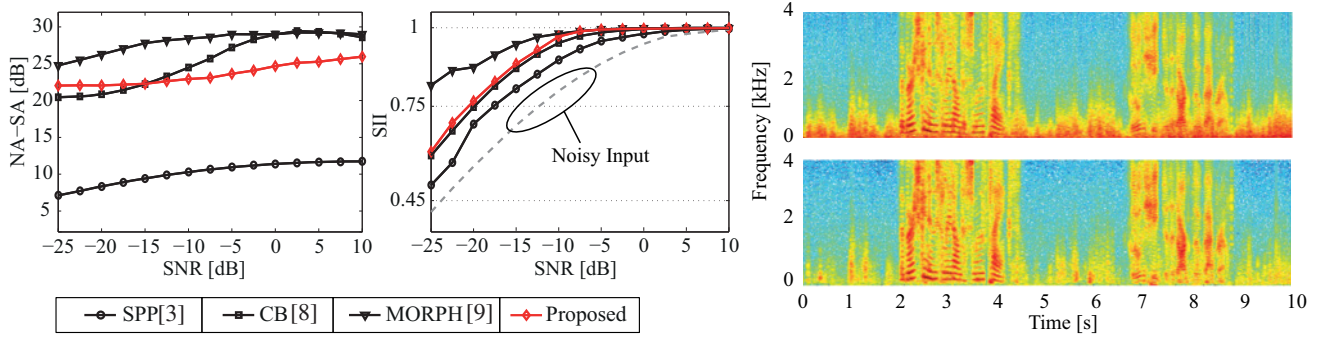 NA−SA [dB]
30
25
20
15
10
5
−25 −20 −15 −10 −5 0 5 10
SNR [dB]
SII
1
0.75
0.45
Noisy Input
−25 −20 −15 −10 −5 0 5 10
SNR [dB]
SPP[3] CB[8] MORPH[9] Proposed
Frequency [kHz]
4
2
0
4
2
0
0 1 2 3 4 5 6 7 8 9 10
Time [s]